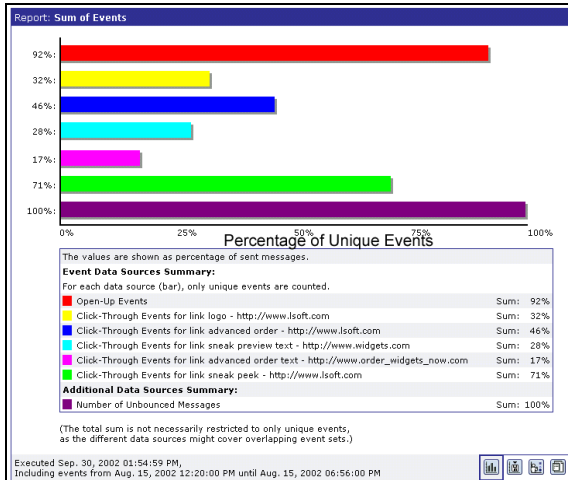 Report: Sum of Events
92%:
32%:
46%:
28%:
17%:
71%:
100%:
0% 25% 50% 75% 100%
Percentage of Unique Events
The values are shown as percentage of sent messages.
Event Data Sources Summary:
For each data source (bar), only unique events are counted.
Open-Up Events Sum: 92%
Click-Through Events for link logo - http://www.lsoft.com Sum: 32%
Click-Through Events for link advanced order - http://www.lsoft.com Sum: 46%
Click-Through Events for link sneak preview text - http://www.widgets.com Sum: 28%
Click-Through Events for link advanced order text - http://www.order_widgets_now.com Sum: 17%
Click-Through Events for link sneak peek - http://www.lsoft.com Sum: 71%
Additional Data Sources Summary:
Number of Unbounced Messages Sum: 100%
(The total sum is not necessarily restricted to only unique events,
as the different data sources might cover overlapping event sets.)
Executed Sep. 30, 2002 01:54:59 PM,
Including events from Aug. 15, 2002 12:20:00 PM until Aug. 15, 2002 06:56:00 PM